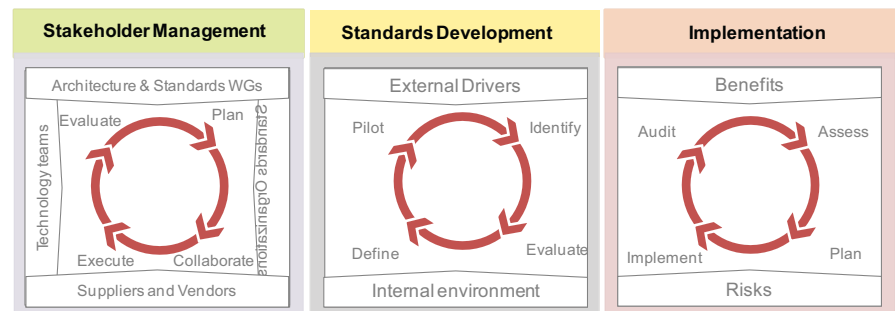 Stakeholder Management
Architecture & Standards WGs
Evaluate
Plan
Technology teams
Standards Organizations
Execute
Collaborate
Suppliers and Vendors
Standards Development
External Drivers
Pilot
Identify
Define
Evaluate
Internal environment
Implementation
Benefits
Audit
Assess
Implement
Plan
Risks